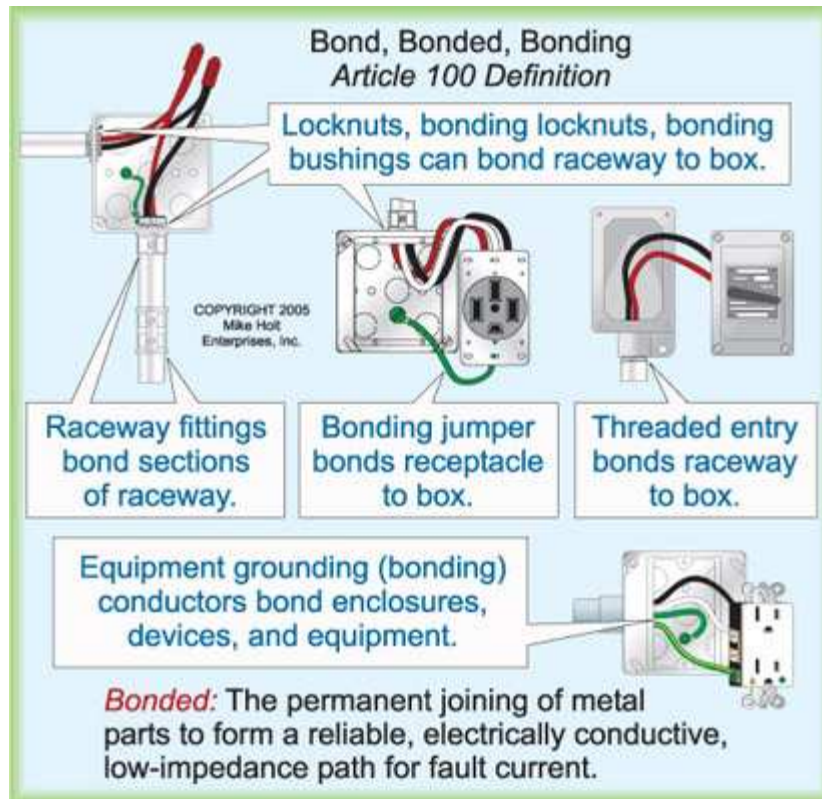 Bond, Bonded, Bonding
Article 100 Definition
Locknuts, bonding locknuts, bonding
bushings can bond raceway to box.
COPYRIGHT 2005
Mike Holt
Enterprises, Inc.
Raceway fittings
bond sections
of raceway.
Bonding jumper
bonds receptacle
to box.
Threaded entry
bonds raceway
to box.
Equipment grounding (bonding)
conductors bond enclosures,
devices, and equipment.
Bonded: The permanent joining of metal
parts to form a reliable, electrically conductive,
low-impedance path for fault current.